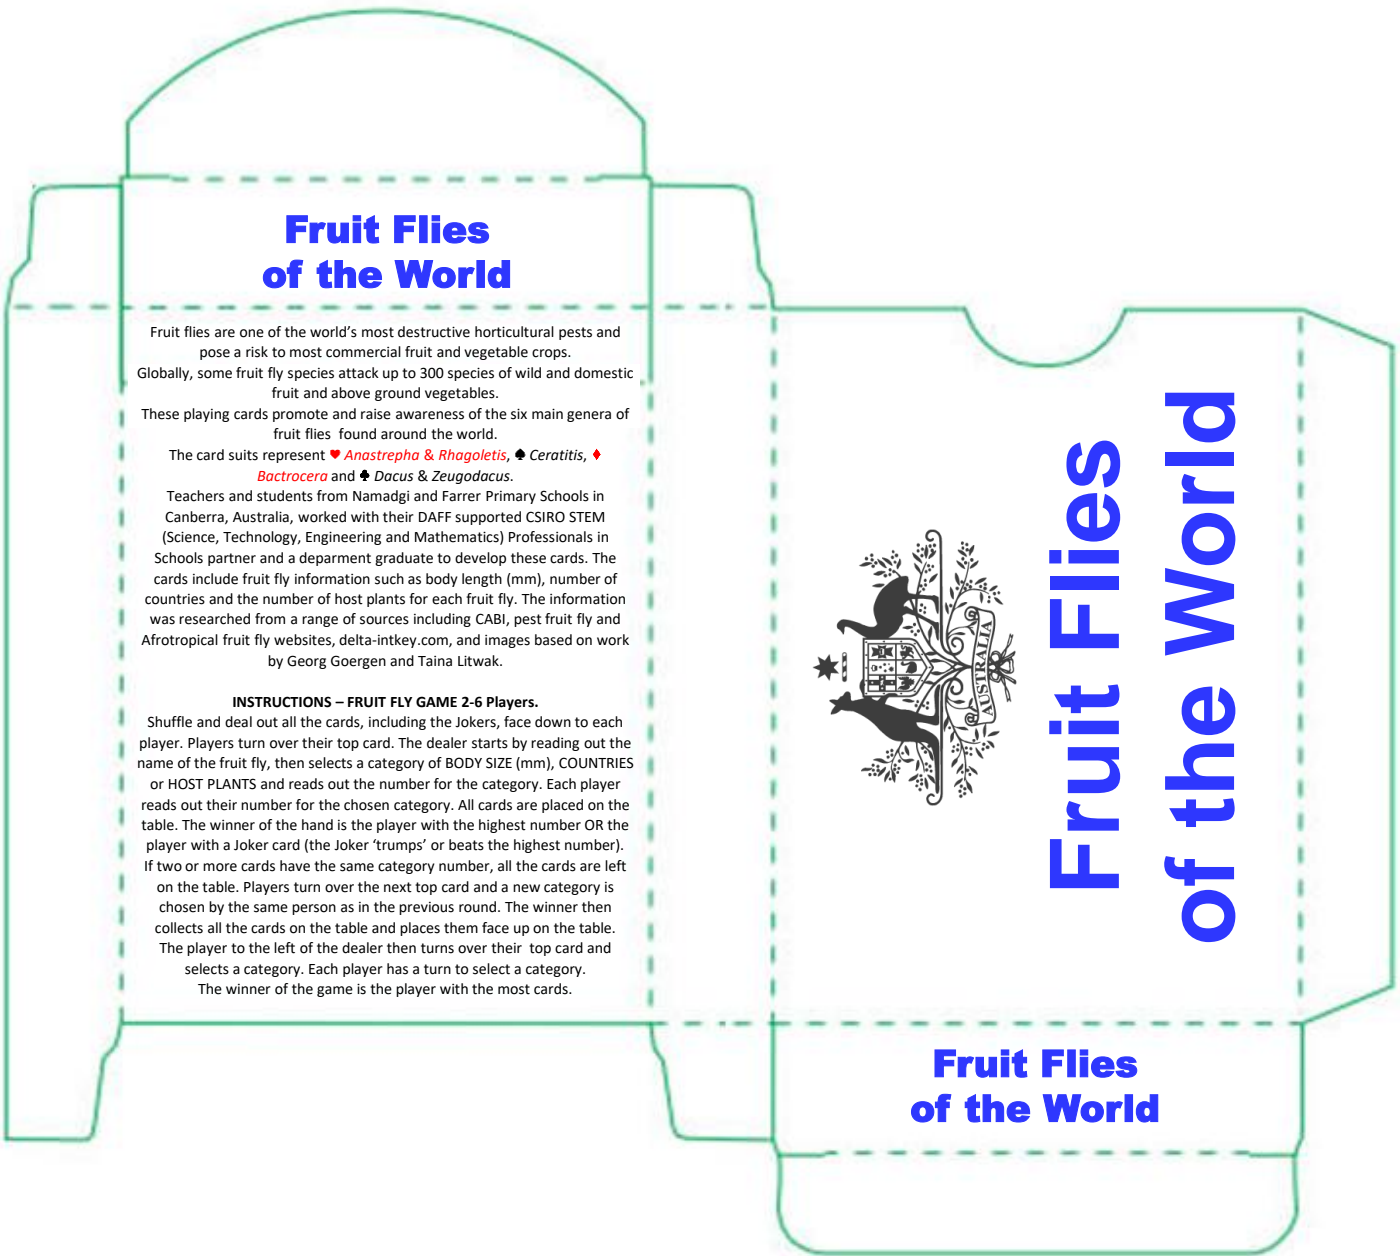 Fruit Flies
of the World
Fruit flies are one of the world's most destructive horticultural pests and
pose a risk to most commercial fruit and vegetable crops.
Globally, some fruit fly species attack up to 300 species of wild and domestic
fruit and above ground vegetables.
These playing cards promote and raise awareness of the six main genera of
fruit flies found around the world.
The card suits represent ♥ Anastrepha & Rhagoletis, ♠ Ceratitis, ♦
Bactrocera and ♣ Dacus & Zeugodacus.
Teachers and students from Namadgi and Farrer Primary Schools in
Canberra, Australia, worked with their DAFF supported CSIRO STEM
(Science, Technology, Engineering and Mathematics) Professionals in
Schools partner and a deparment graduate to develop these cards. The
cards include fruit fly information such as body length (mm), number of
countries and the number of host plants for each fruit fly. The information
was researched from a range of sources including CABI, pest fruit fly and
Afrotropical fruit fly websites, delta-intkey.com, and images based on work
by Georg Goergen and Taina Litwak.
INSTRUCTIONS – FRUIT FLY GAME 2-6 Players.
Shuffle and deal out all the cards, including the Jokers, face down to each
player. Players turn over their top card. The dealer starts by reading out the
name of the fruit fly, then selects a category of BODY SIZE (mm), COUNTRIES
or HOST PLANTS and reads out the number for the category. Each player
reads out their number for the chosen category. All cards are placed on the
table. The winner of the hand is the player with the highest number OR the
player with a Joker card (the Joker 'trumps' or beats the highest number).
If two or more cards have the same category number, all the cards are left
on the table. Players turn over the next top card and a new category is
chosen by the same person as in the previous round. The winner then
collects all the cards on the table and places them face up on the table.
The player to the left of the dealer then turns over their top card and
selects a category. Each player has a turn to select a category.
The winner of the game is the player with the most cards.
AUSTRALIA
Fruit Flies
of the World
Fruit Flies
of the World